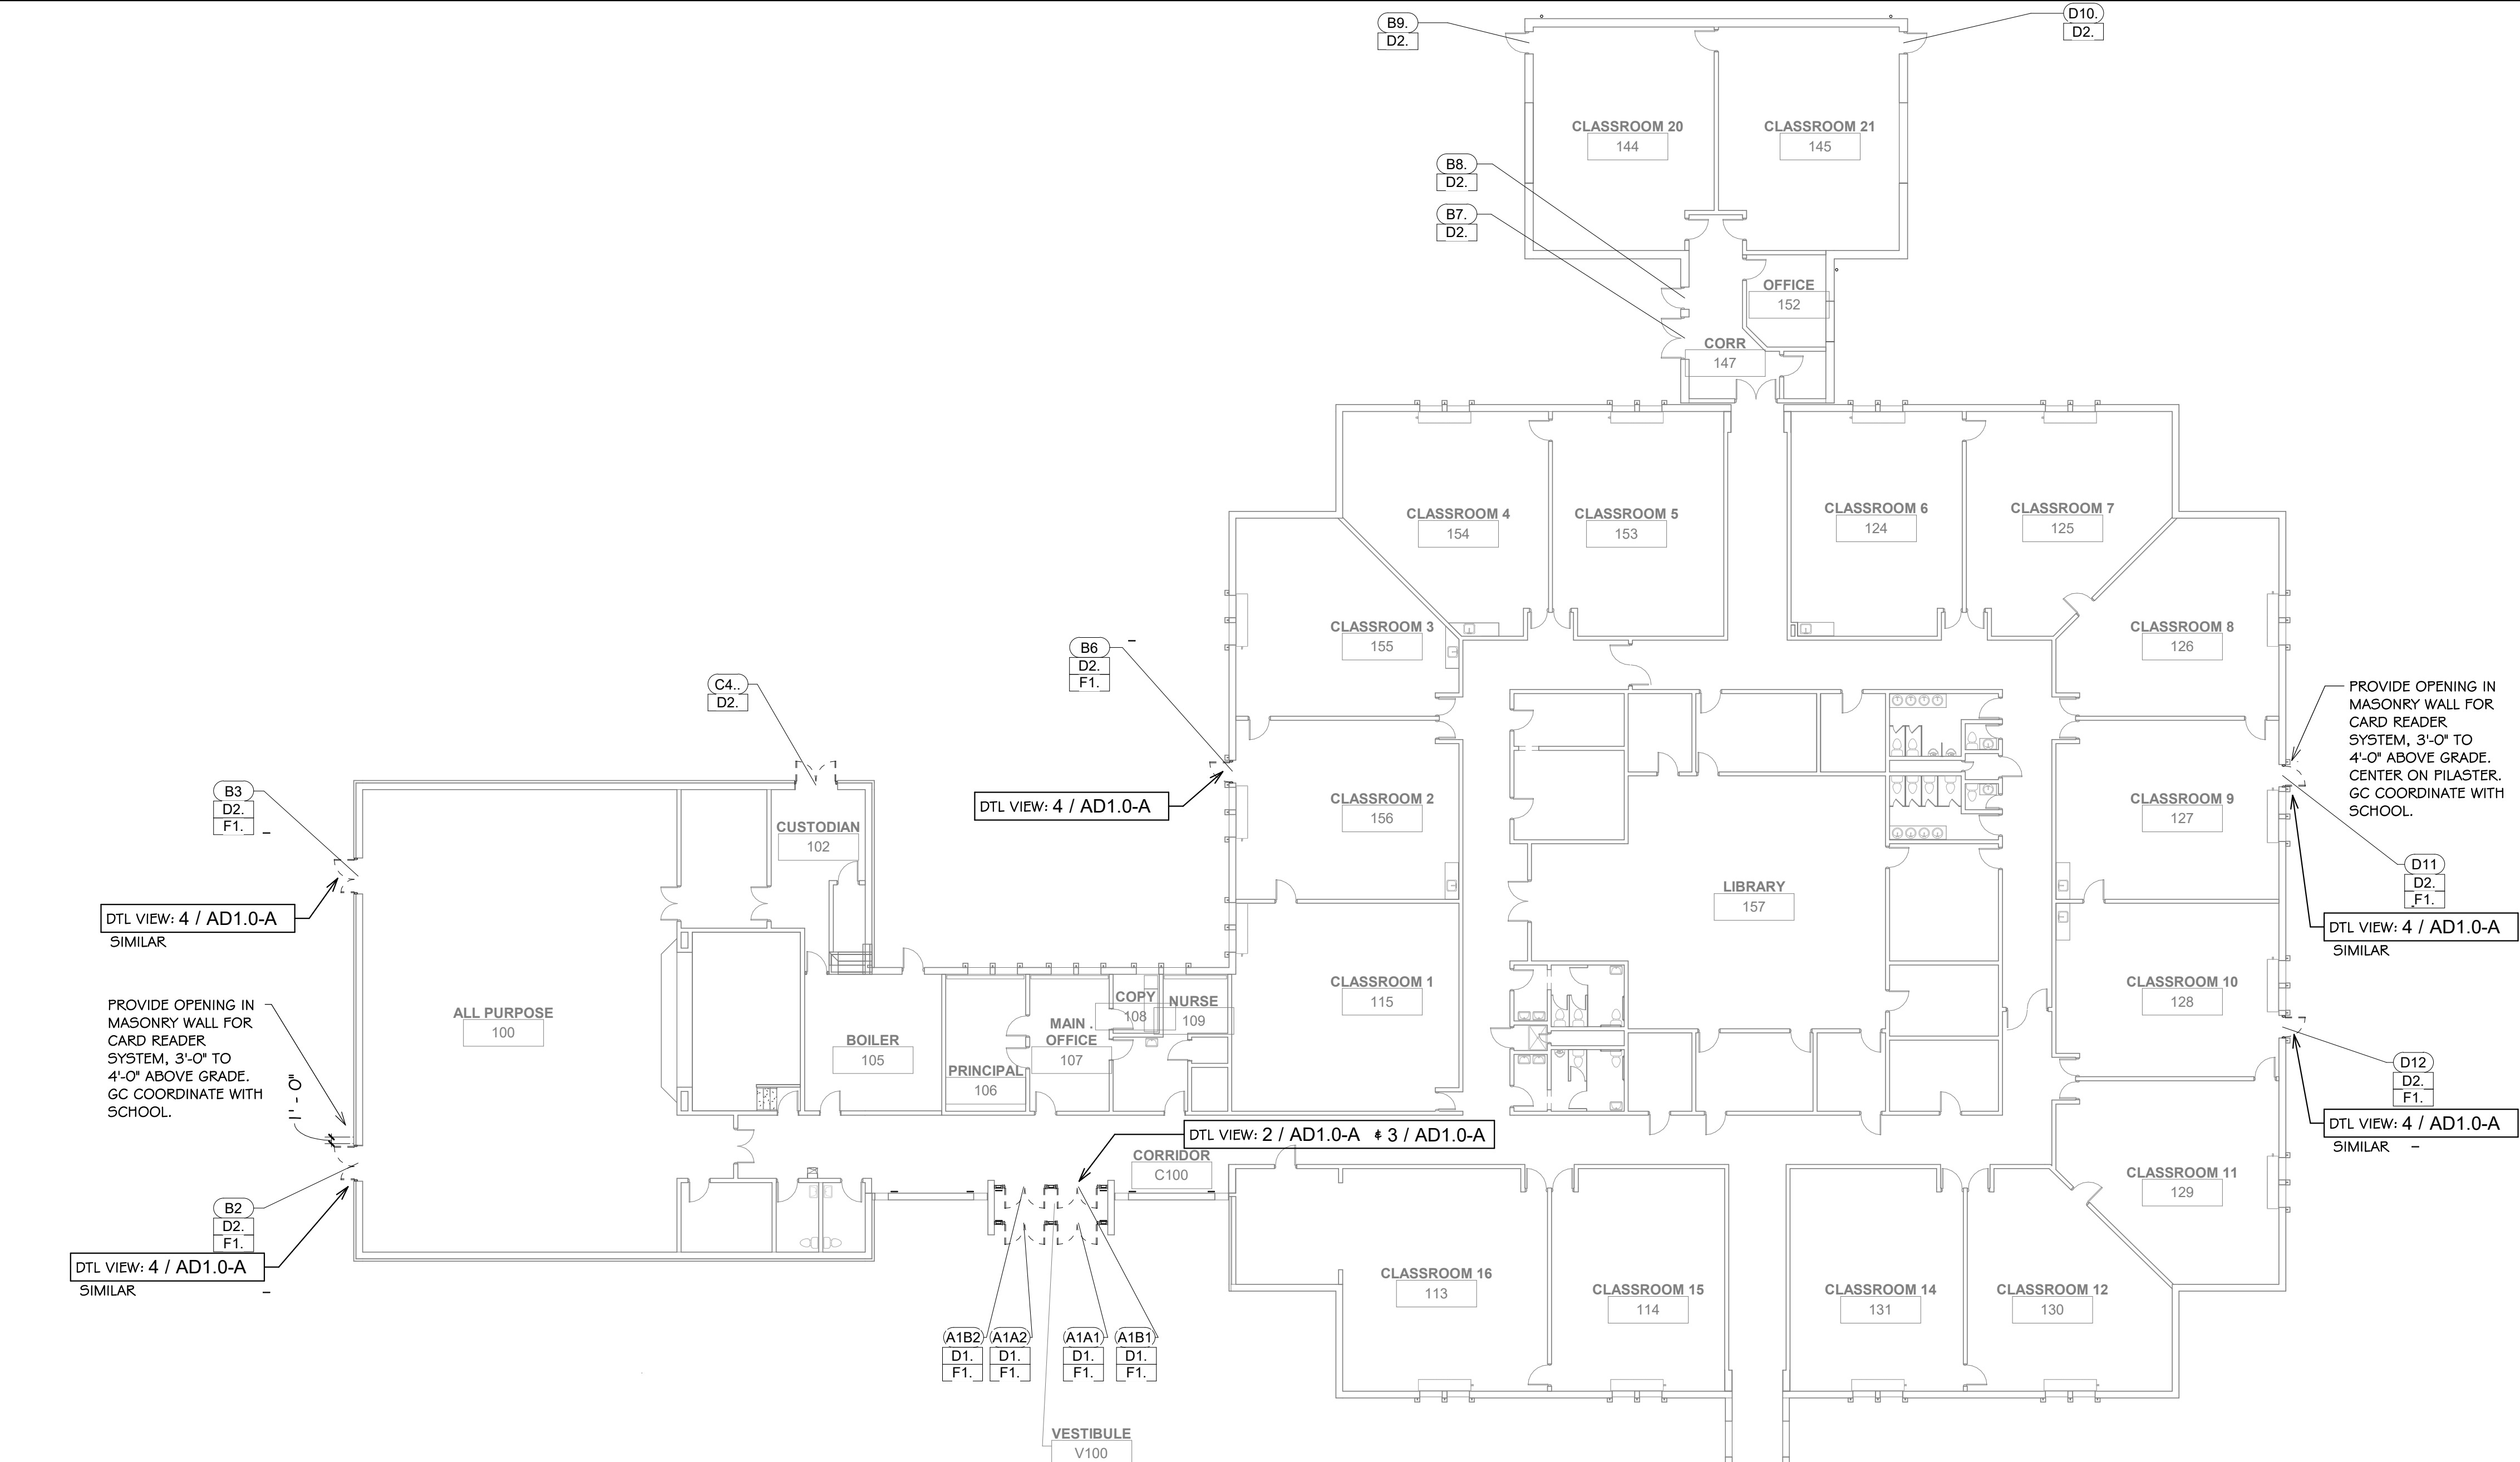 B9.
D2.
D10.
D2.
CLASSROOM 20
144
CLASSROOM 21
145
B8.
D2.
B7.
D2.
OFFICE
152
CORR
147
CLASSROOM 4
154
CLASSROOM 5
153
CLASSROOM 6
124
CLASSROOM 7
125
CLASSROOM 3
155
CLASSROOM 8
126
B6
D2.
F1.
C4..
D2.
PROVIDE OPENING IN
MASONRY WALL FOR
CARD READER
SYSTEM, 3'-0" TO
4'-0" ABOVE GRADE.
CENTER ON PILASTER.
GC COORDINATE WITH
SCHOOL.
B3
D2.
F1.
DTL VIEW: 4 / AD1.0-A
CLASSROOM 2
156
CLASSROOM 9
127
CUSTODIAN
102
D11
D2.
F1.
LIBRARY
157
DTL VIEW: 4 / AD1.0-A
SIMILAR
DTL VIEW: 4 / AD1.0-A
SIMILAR
CLASSROOM 1
115
CLASSROOM 10
128
PROVIDE OPENING IN
MASONRY WALL FOR
CARD READER
SYSTEM, 3'-0" TO
4'-0" ABOVE GRADE.
GC COORDINATE WITH
SCHOOL.
1' - 0"
ALL PURPOSE
100
BOILER
105
PRINCIPAL
106
MAIN .
OFFICE
107
COPY
108
NURSE
109
D12
D2.
F1.
DTL VIEW: 4 / AD1.0-A
SIMILAR
DTL VIEW: 2 / AD1.0-A & 3 / AD1.0-A
CORRIDOR
C100
CLASSROOM 11
129
B2
D2.
F1.
DTL VIEW: 4 / AD1.0-A
SIMILAR
CLASSROOM 16
113
CLASSROOM 15
114
CLASSROOM 14
131
CLASSROOM 12
130
A1B2
D1.
F1.
A1A2
D1.
F1.
A1A1
D1.
F1.
A1B1
D1.
F1.
VESTIBULE
V100